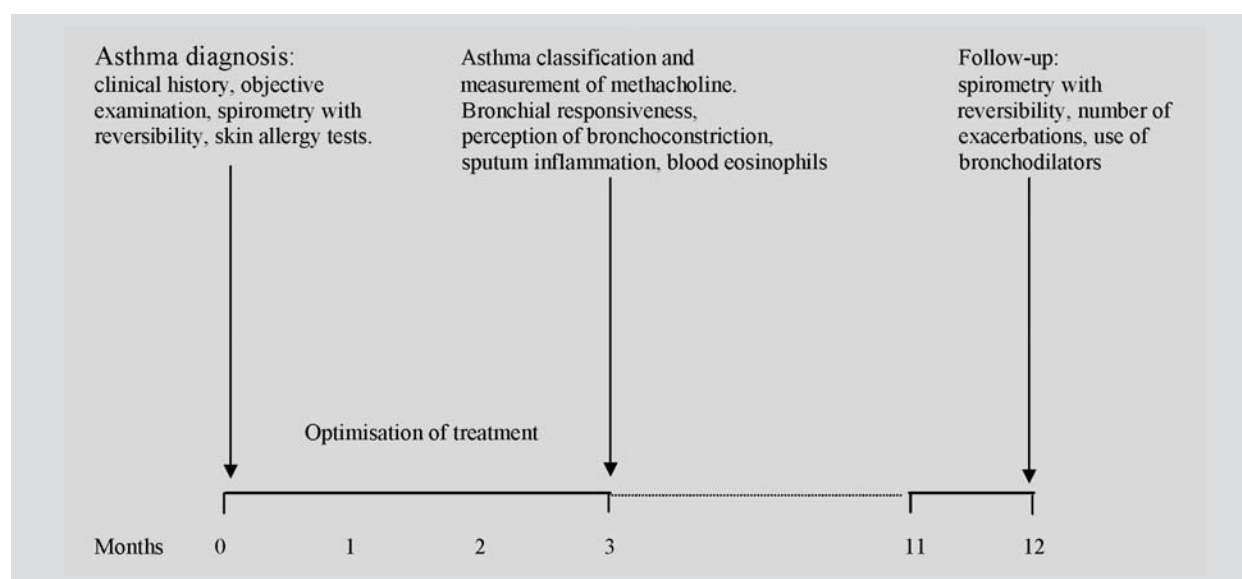 Asthma diagnosis:
clinical history, objective
examination, spirometry with
reversibility, skin allergy tests.
Asthma classification and
measurement of methacholine.
Bronchial responsiveness,
perception of bronchoconstriction,
sputum inflammation, blood eosinophils
Follow-up:
spirometry with
reversibility, number of
exacerbations, use of
bronchodilators
Optimisation of treatment
Months 0 1 2 3 11 12